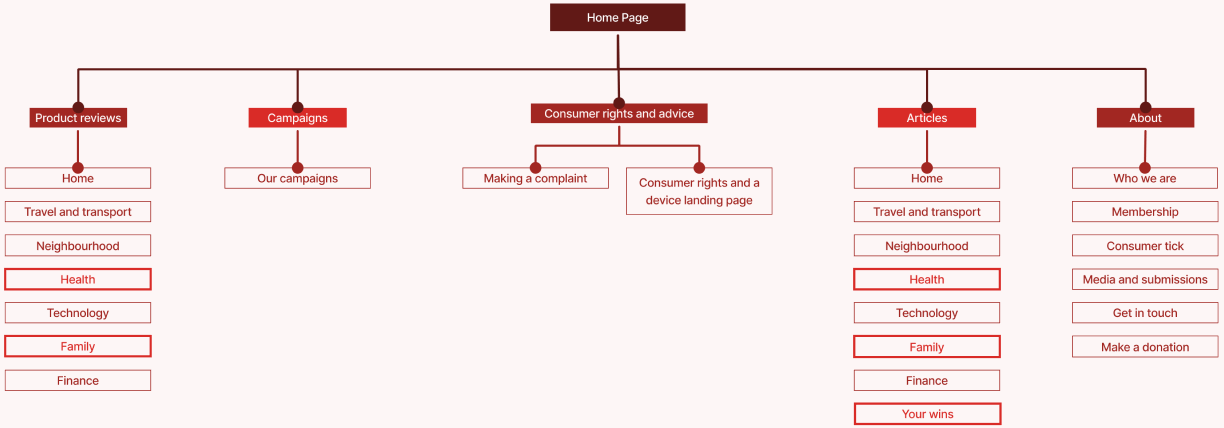 Home Page
Product reviews
Campaigns
Consumer rights and advice
Articles
About
Home
Travel and transport
Neighbourhood
Health
Technology
Family
Finance
Our campaigns
Making a complaint
Consumer rights and a
device landing page
Home
Travel and transport
Neighbourhood
Health
Technology
Family
Finance
Your wins
Who we are
Membership
Consumer tick
Media and submissions
Get in touch
Make a donation